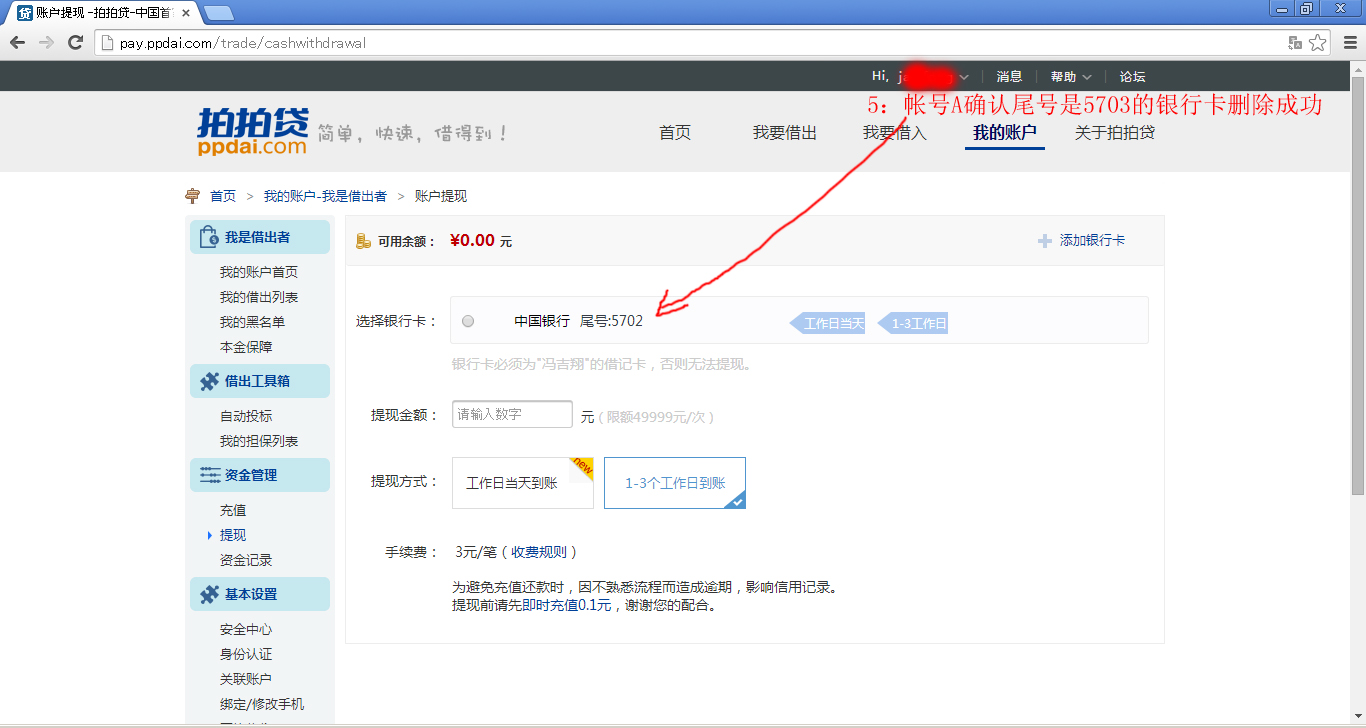 账户提现 -拍拍贷-中国首
pay.ppdai.com/trade/cashwithdrawal
Hi,
消息
帮助
论坛
5：帐号A确认尾号是5703的银行卡删除成功
拍拍贷
ppdai.com
简单，快速，借得到！
首页
我要借出
我要借入
我的账户
关于拍拍贷
首页 > 我的账户-我是借出者 > 账户提现
我是借出者
我的账户首页
我的借出列表
我的黑名单
本金保障
借出工具箱
自动投标
我的担保列表
资金管理
充值
提现
资金记录
基本设置
安全中心
身份认证
关联账户
绑定/修改手机
可用余额： ¥0.00 元
添加银行卡
选择银行卡：
中国银行 尾号:5702
工作日当天
1-3工作日
银行卡必须为"冯吉翔"的借记卡，否则无法提现。
提现金额：
请输入数字
元（限额49999元/次）
提现方式：
工作日当天到账
new
1-3个工作日到账
手续费： 3元/笔（收费规则）
为避免充值还款时，因不熟悉流程而造成逾期，影响信用记录。
提现前请先即时充值0.1元，谢谢您的配合。